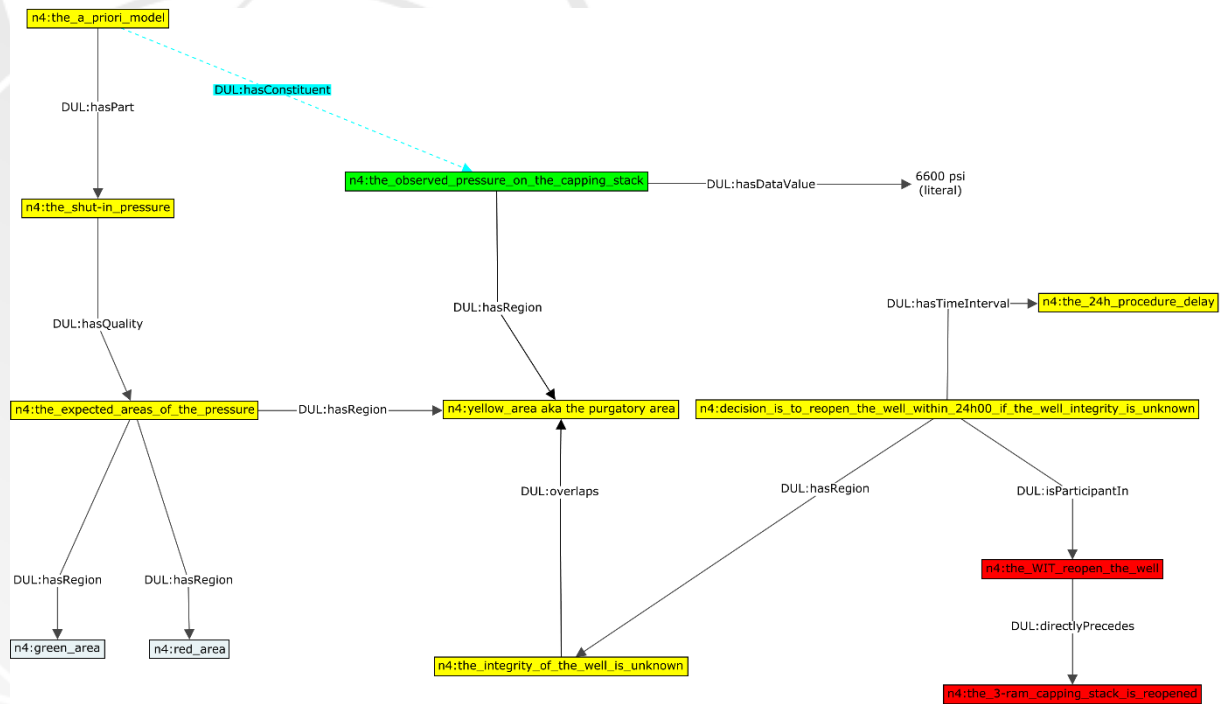 n4:the_a_priori_model
DUL:hasConstituent
DUL:hasPart
n4:the_observed_pressure_on_the_capping_stack
DUL:hasDataValue
6600 psi
(literal)
n4:the_shut-in_pressure
DUL:hasRegion
DUL:hasTimeInterval
n4:the_24h_procedure_delay
DUL:hasQuality
n4:the_expected_areas_of_the_pressure
DUL:hasRegion
n4:yellow_area aka the purgatory area
n4:decision_is_to_reopen_the_well_within_24h00_if_the_well_integrity_is_unknown
DUL:overlaps
DUL:hasRegion
DUL:isParticipantIn
DUL:hasRegion
DUL:hasRegion
n4:the_WIT_reopen_the_well
DUL:directlyPrecedes
n4:green_area
n4:red_area
n4:the_integrity_of_the_well_is_unknown
n4:the_3-ram_capping_stack_is_reopened